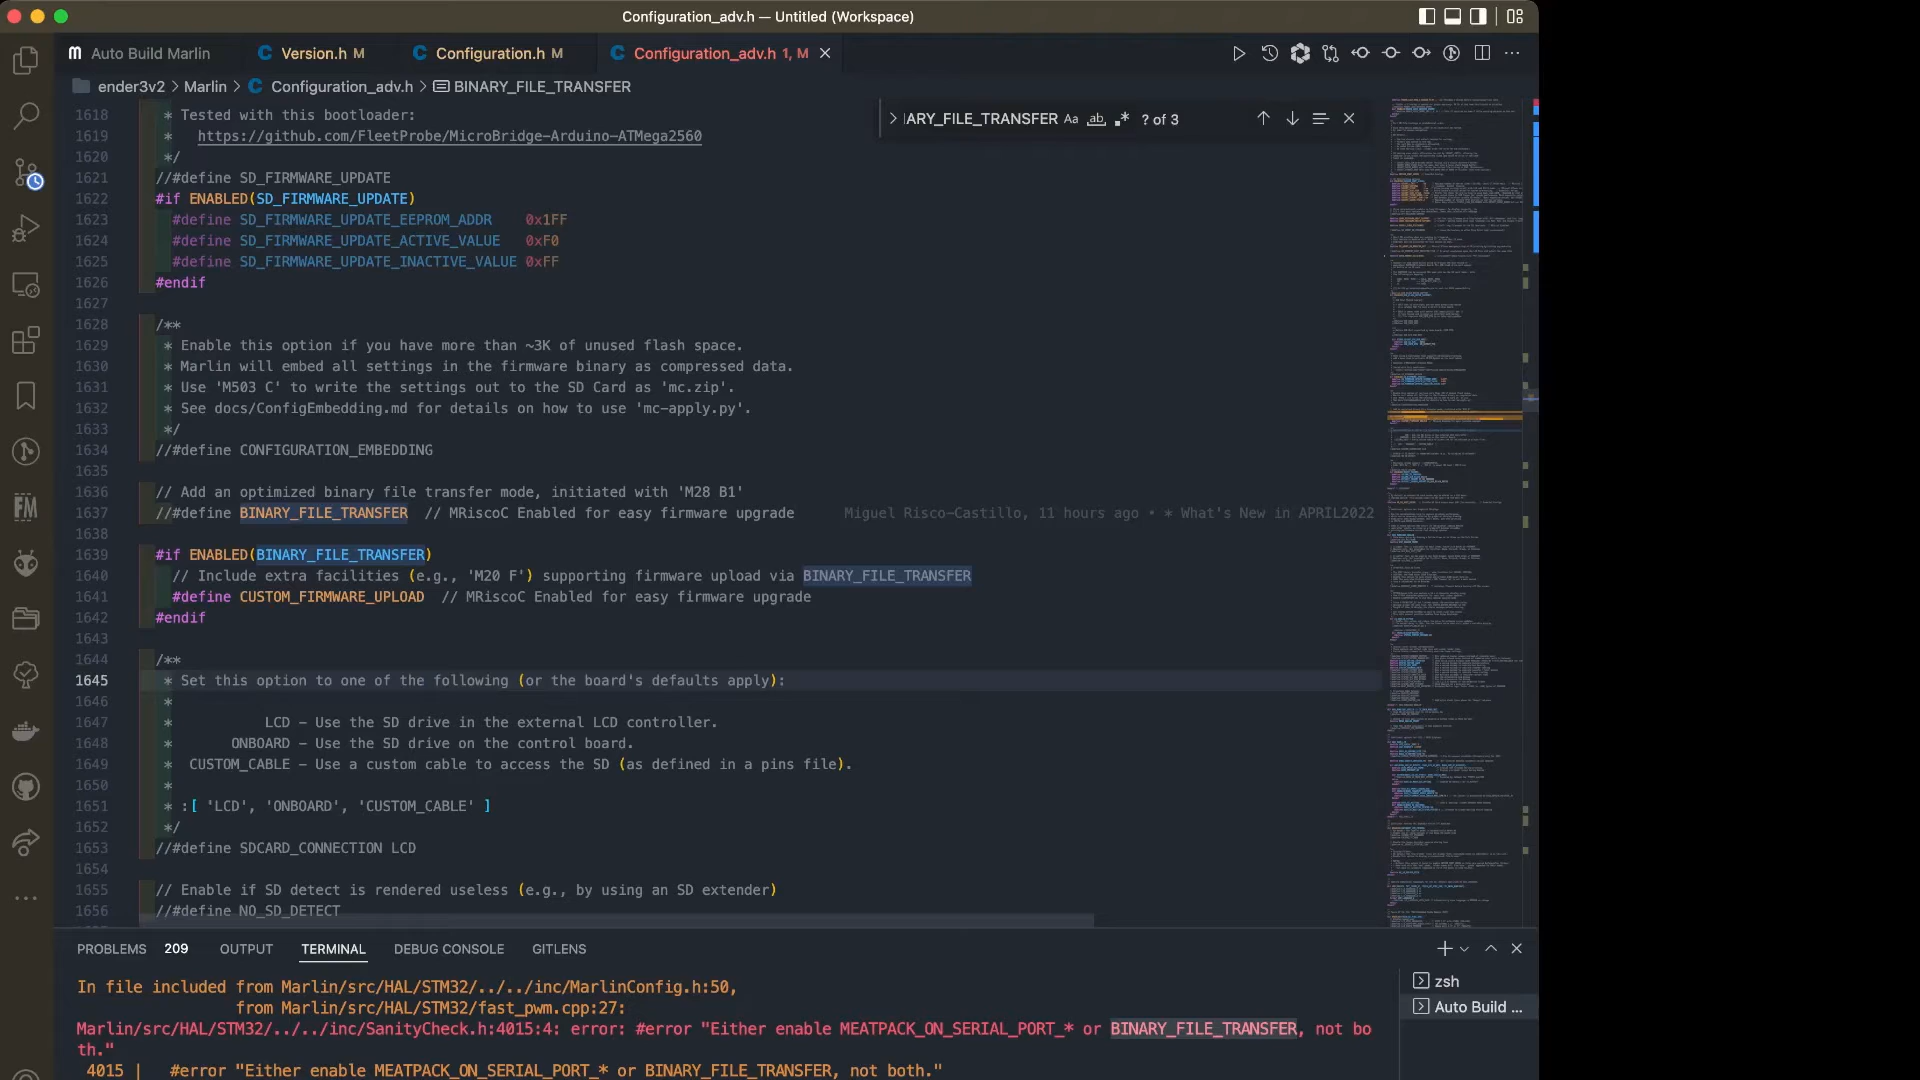 Configuration_adv.h — Untitled (Workspace)
Auto Build Marlin
Version.h M
Configuration.h M
Configuration_adv.h 1, M
ender3v2 > Marlin > Configuration_adv.h > BINARY_FILE_TRANSFER
ARY_FILE_TRANSFER Aa ab .* ? of 3
1618 * Tested with this bootloader:
1619 * https://github.com/FleetProbe/MicroBridge-Arduino-ATMega2560
1620 */
1621 //#define SD_FIRMWARE_UPDATE
1622 #if ENABLED(SD_FIRMWARE_UPDATE)
1623 #define SD_FIRMWARE_UPDATE_EEPROM_ADDR 0x1FF
1624 #define SD_FIRMWARE_UPDATE_ACTIVE_VALUE 0xF0
1625 #define SD_FIRMWARE_UPDATE_INACTIVE_VALUE 0xFF
1626 #endif
1627
1628 /**
1629 * Enable this option if you have more than ~3K of unused flash space.
1630 * Marlin will embed all settings in the firmware binary as compressed data.
1631 * Use 'M503 C' to write the settings out to the SD Card as 'mc.zip'.
1632 * See docs/ConfigEmbedding.md for details on how to use 'mc-apply.py'.
1633 */
1634 //#define CONFIGURATION_EMBEDDING
1635
1636 // Add an optimized binary file transfer mode, initiated with 'M28 B1'
1637 //#define BINARY_FILE_TRANSFER // MRiscoC Enabled for easy firmware upgrade Miguel Risco-Castillo, 11 hours ago • * What's New in APRIL2022
1638
1639 #if ENABLED(BINARY_FILE_TRANSFER)
1640 // Include extra facilities (e.g., 'M20 F') supporting firmware upload via BINARY_FILE_TRANSFER
1641 #define CUSTOM_FIRMWARE_UPLOAD // MRiscoC Enabled for easy firmware upgrade
1642 #endif
1643
1644 /**
1645 * Set this option to one of the following (or the board's defaults apply):
1646 *
1647 * LCD - Use the SD drive in the external LCD controller.
1648 * ONBOARD - Use the SD drive on the control board.
1649 * CUSTOM_CABLE - Use a custom cable to access the SD (as defined in a pins file).
1650 *
1651 * :[ 'LCD', 'ONBOARD', 'CUSTOM_CABLE' ]
1652 */
1653 //#define SDCARD_CONNECTION LCD
1654
1655 // Enable if SD detect is rendered useless (e.g., by using an SD extender)
1656 //#define NO_SD_DETECT
PROBLEMS 209 OUTPUT TERMINAL DEBUG CONSOLE GITLENS
In file included from Marlin/src/HAL/STM32/../../inc/MarlinConfig.h:50,
from Marlin/src/HAL/STM32/fast_pwm.cpp:27:
Marlin/src/HAL/STM32/../../inc/SanityCheck.h:4015:4: error: #error "Either enable MEATPACK_ON_SERIAL_PORT_* or BINARY_FILE_TRANSFER, not bo
th."
4015 | #error "Either enable MEATPACK_ON_SERIAL_PORT_* or BINARY_FILE_TRANSFER, not both."
zsh
Auto Build ...